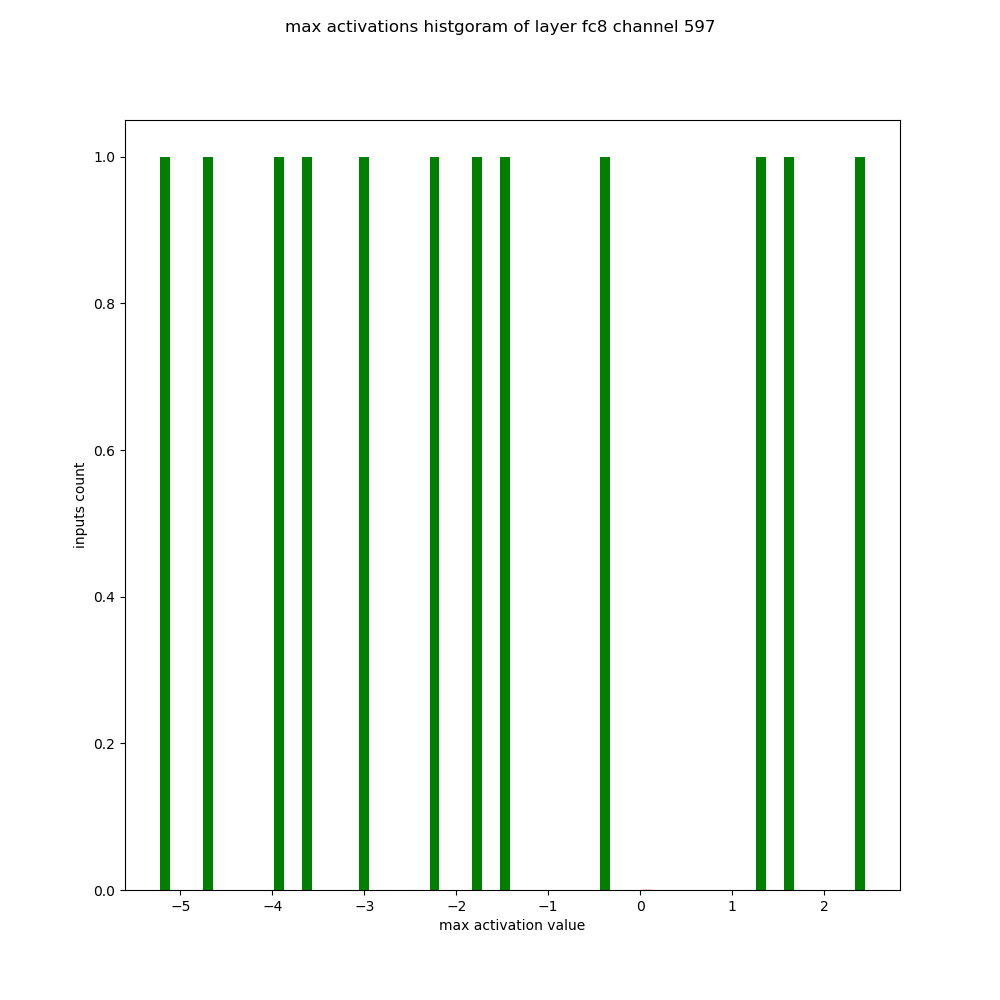 max activations histgoram of layer fc8 channel 597
1.0
0.8
0.6
0.4
0.2
0.0
inputs count
−5 −4 −3 −2 −1 0 1 2
max activation value